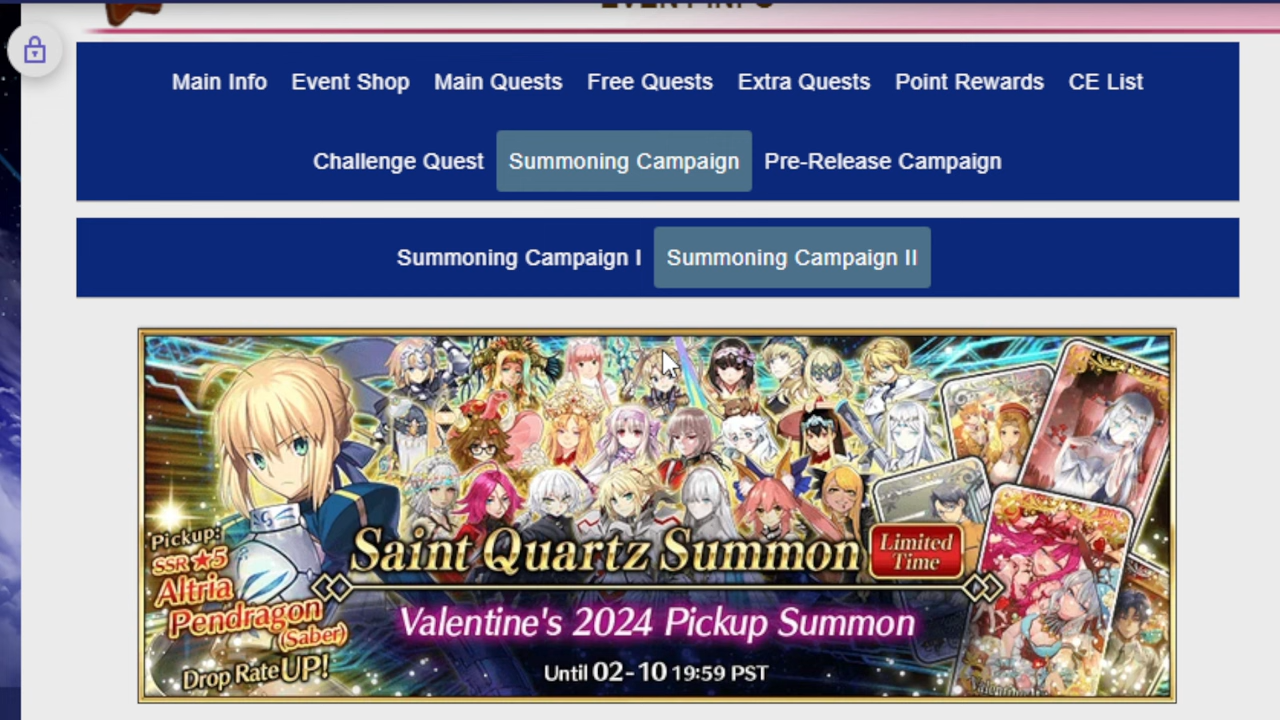 EVENT INFO
Main Info Event Shop Main Quests Free Quests Extra Quests Point Rewards CE List
Challenge Quest Summoning Campaign Pre-Release Campaign
Summoning Campaign I Summoning Campaign II
Pickup:
SSR ★5
Altria
Pendragon
(Saber)
Drop Rate UP!
Saint Quartz Summon
Limited
Time
Valentine's 2024 Pickup Summon
Until 02-10 19:59 PST